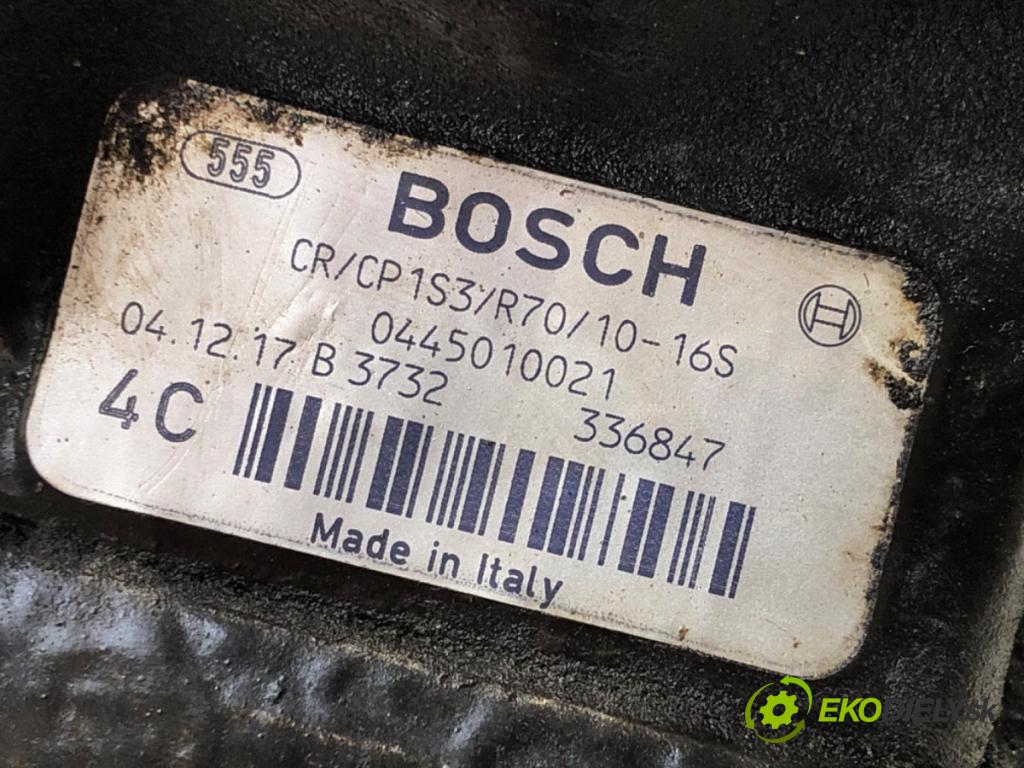 555
BOSCH
CR/CP1S3/R70/10-16S
0445010021
04.12.17 B 3732 336847
4C
Made in Italy
EKODIELY.sk